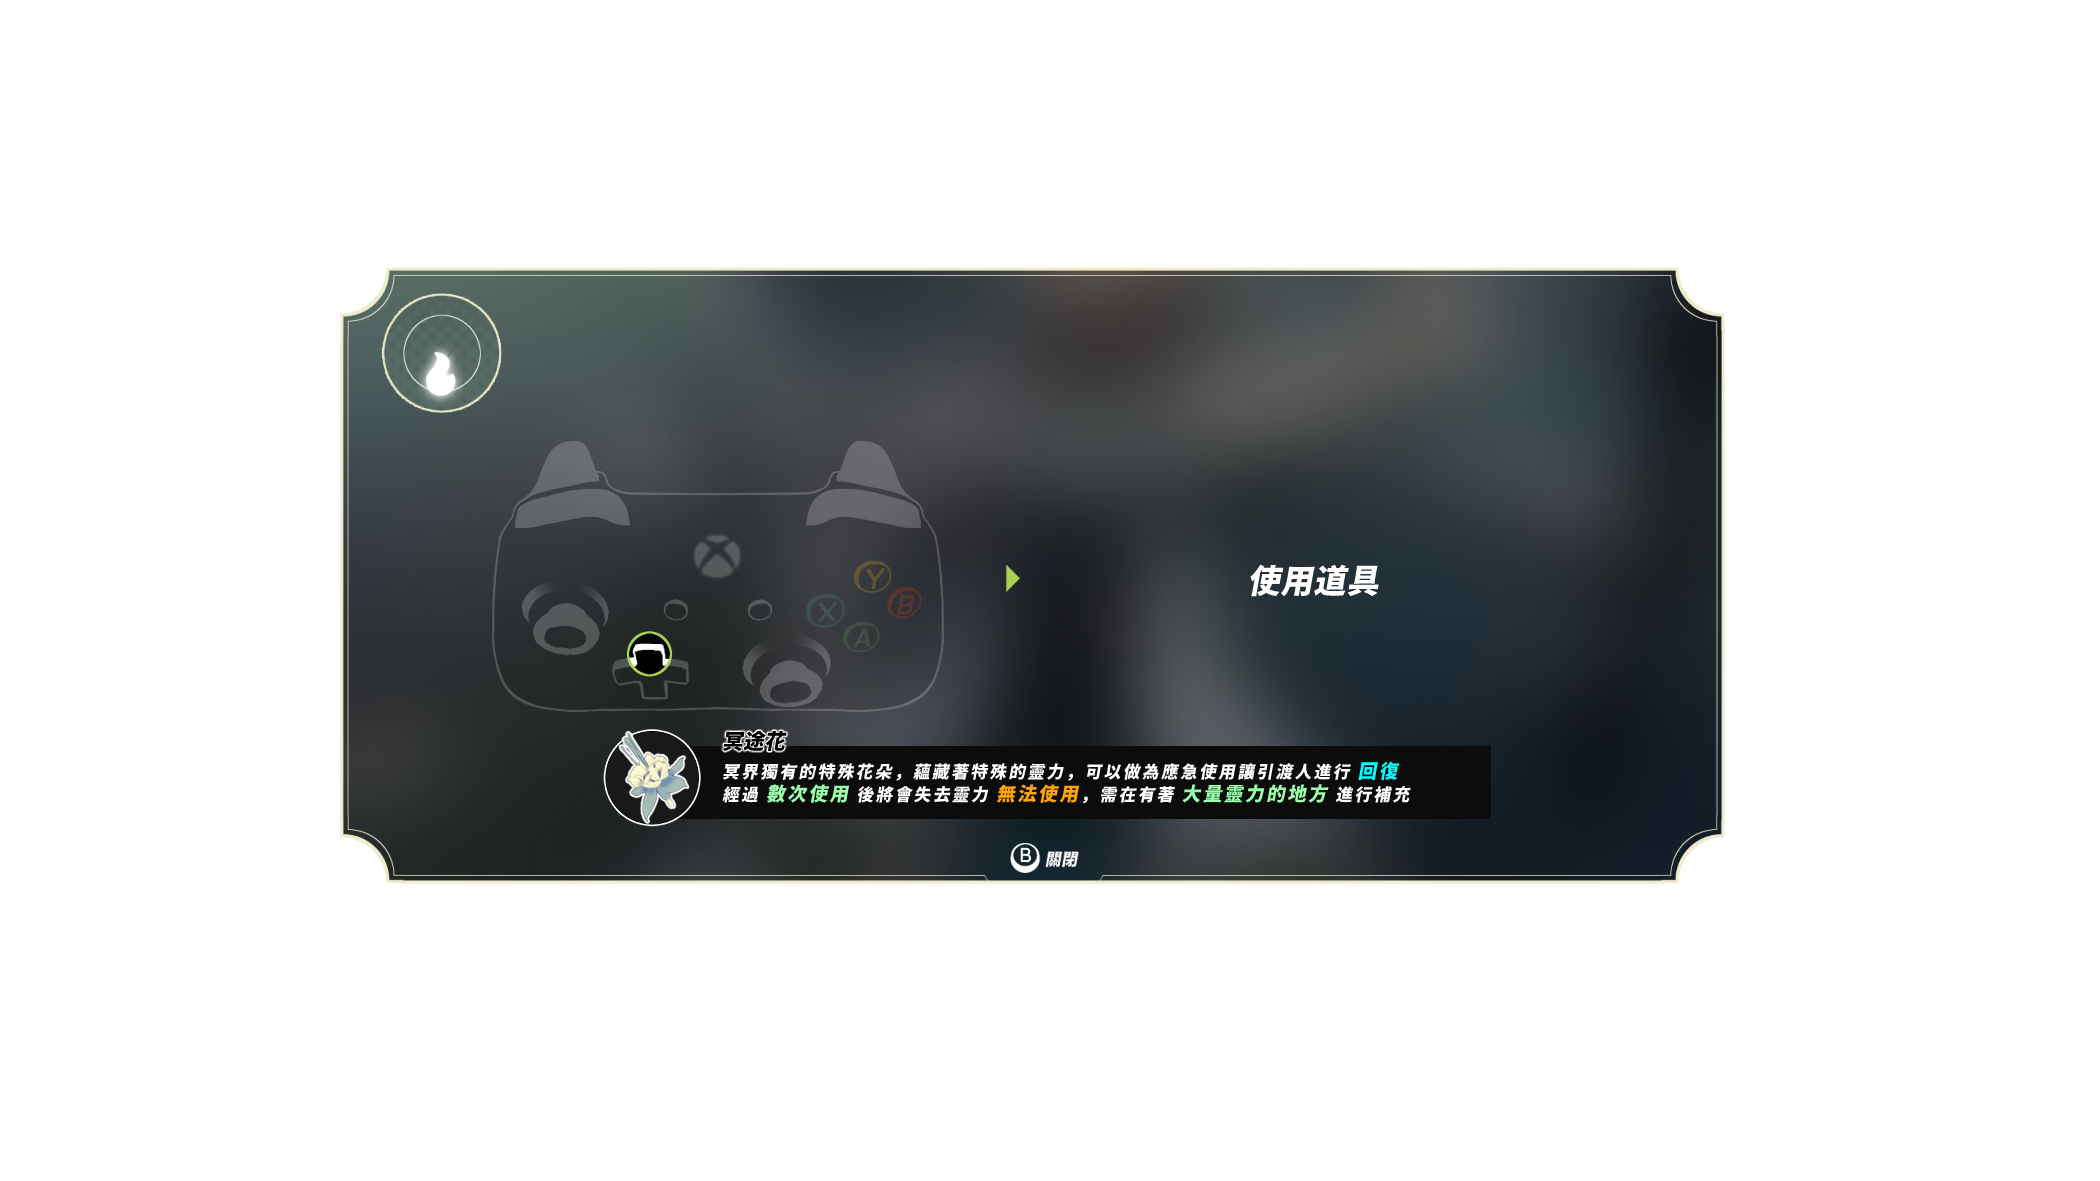 Y
B
X
A
使用道具
冥途花
冥界獨有的特殊花朵，蘊藏著特殊的靈力，可以做為應急使用讓引渡人進行 回復
經過 數次使用 後將會失去靈力 無法使用，需在有著 大量靈力的地方 進行補充
B 關閉